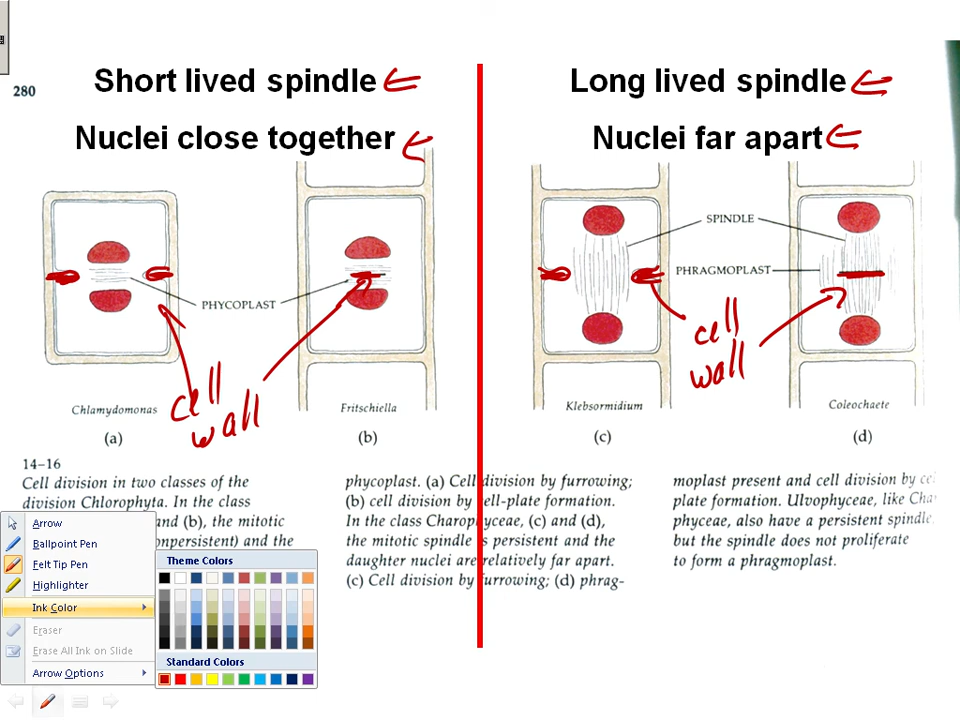 Short lived spindle
Long lived spindle
280
Nuclei close together
Nuclei far apart
SPINDLE
PHRAGMOPLAST
PHYCOPLAST
cell
wall
cell
wall
Chlamydomonas
Fritschiella
Klebsormidium
Coleochaete
(a)
(b)
(c)
(d)
14–16
Cell division in two classes of the
division Chlorophyta. In the class
and (b), the mitotic
onpersistent) and the
phycoplast. (a) Cell division by furrowing;
(b) cell division by cell-plate formation.
In the class Charophyceae, (c) and (d),
the mitotic spindle is persistent and the
daughter nuclei are relatively far apart.
(c) Cell division by furrowing; (d) phrag-
moplast present and cell division by
plate formation. Ulvophyceae, like
phyceae, also have a persistent spindle
but the spindle does not proliferate
to form a phragmoplast.
Arrow
Ballpoint Pen
Felt Tip Pen
Highlighter
Ink Color
Eraser
Erase All Ink on Slide
Arrow Options
Theme Colors
Standard Colors